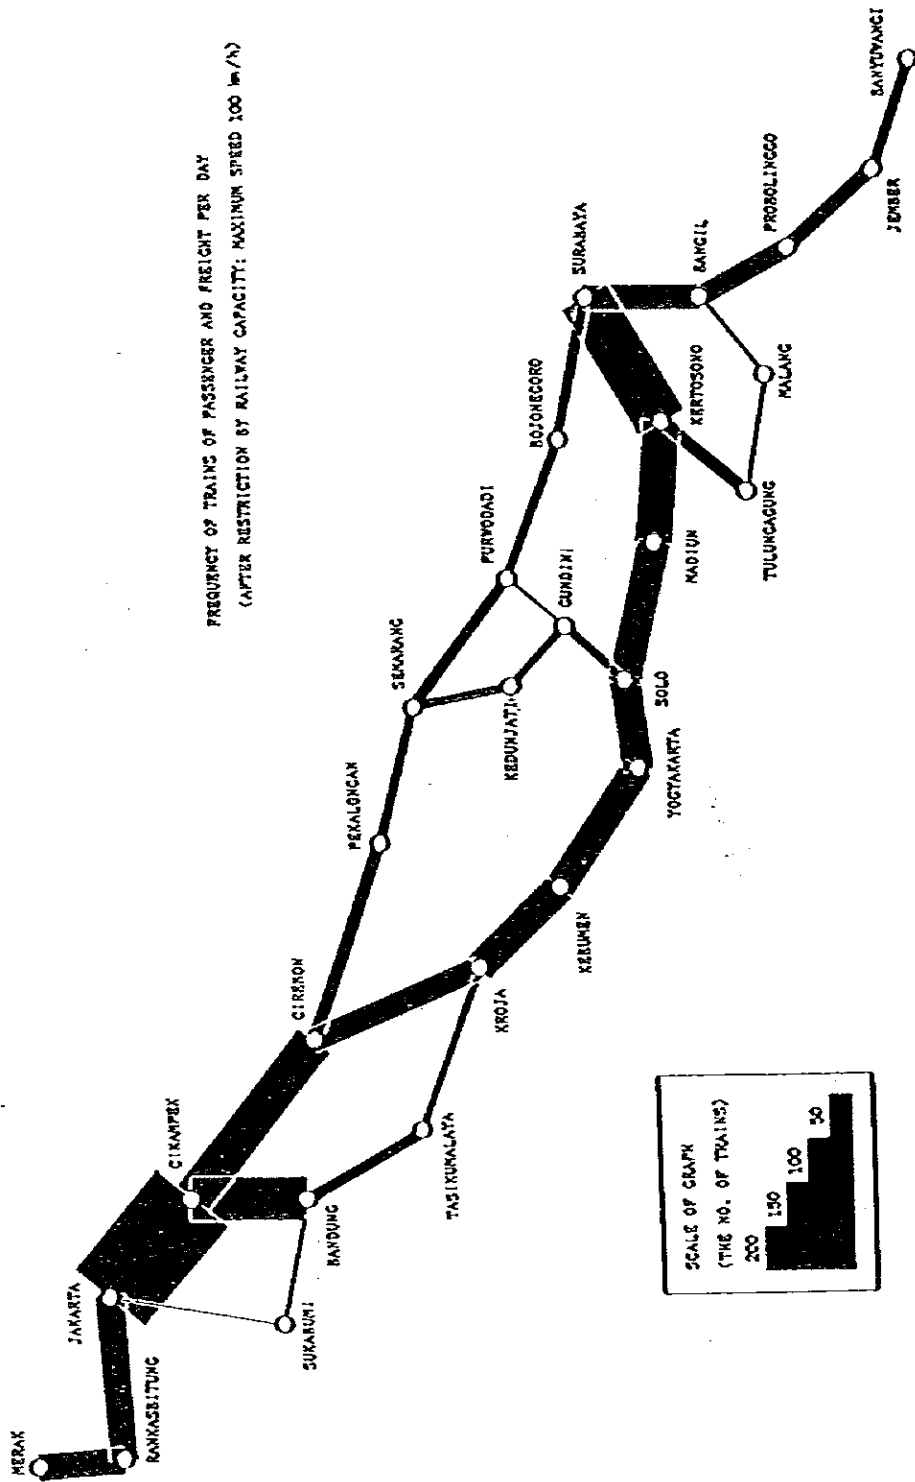 FREQUENCY OF TRAINS OF PASSENGER AND FREIGHT PER DAY
(AFTER RESTRICTION BY RAILWAY CAPACITY: MAXIMUM SPEED 100 km/h)
MERAK
RANKASBITUNG
JAKARTA
SUKABUMI
CIKAMPEK
BANDUNG
TASIKUMALAYA
CIREBON
KROJA
KEBUMEN
PEKALONGAN
YOGYAKARTA
SEMARANG
KEDUNJATI
SOLO
GUNDIHI
PURWODADI
MADIUN
BOJONEGORO
TULUNGAGUNG
KERTOSONO
MALANG
SURABAYA
BANGIL
PROBOLINGGO
JEMBER
BANYUWANGI
SCALE OF GRAPH
(THE NO. OF TRAINS)
200
150
100
50